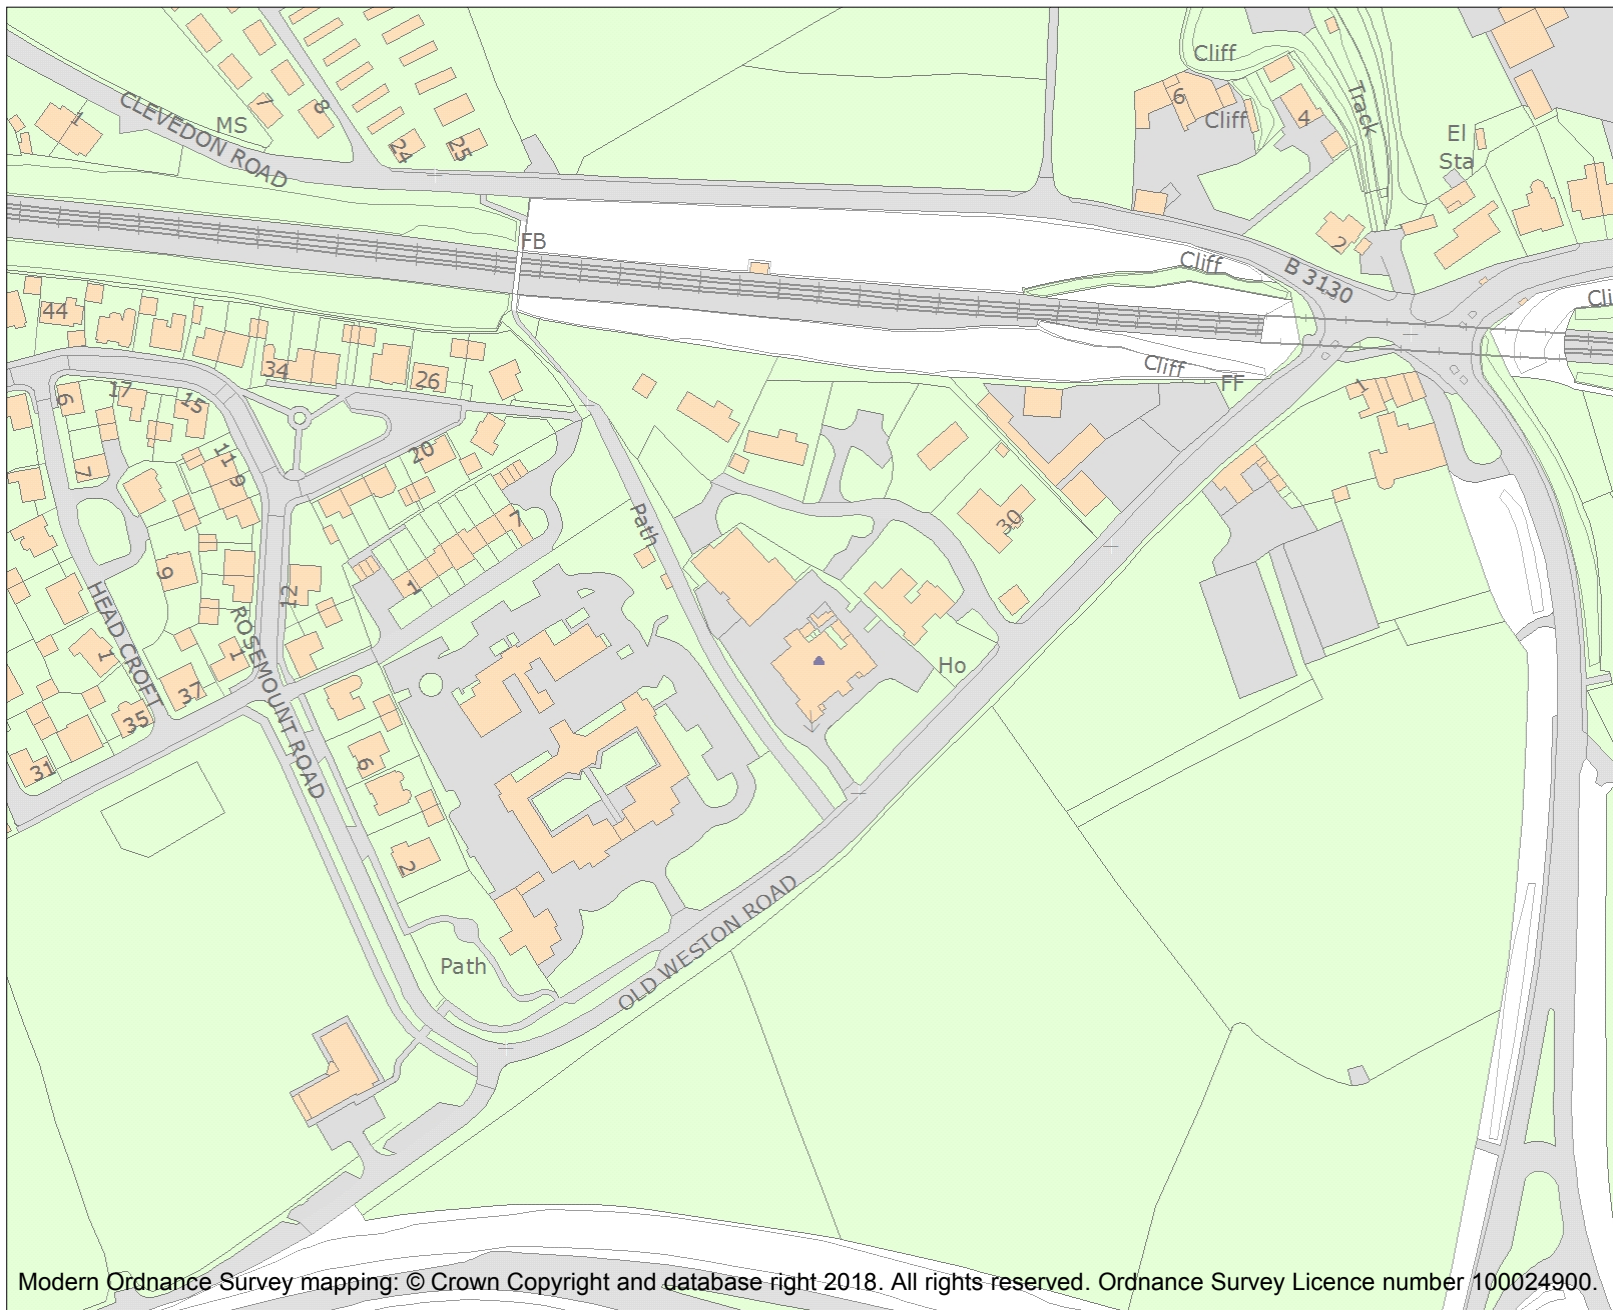 Cliff
Track
CLEVEDON ROAD
MS
1
7
8
24
25
6
Cliff
4
El
Sta
2
FB
Cliff
B 3130
44
34
26
Cliff
FF
1
6
17
15
11
9
7
20
7
30
Path
1
9
12
HEAD CROFT
ROSEMOUNT ROAD
1
1
37
35
31
Ho
6
2
OLD WESTON ROAD
Path
Modern Ordnance Survey mapping: © Crown Copyright and database right 2018. All rights reserved. Ordnance Survey Licence number 100024900.